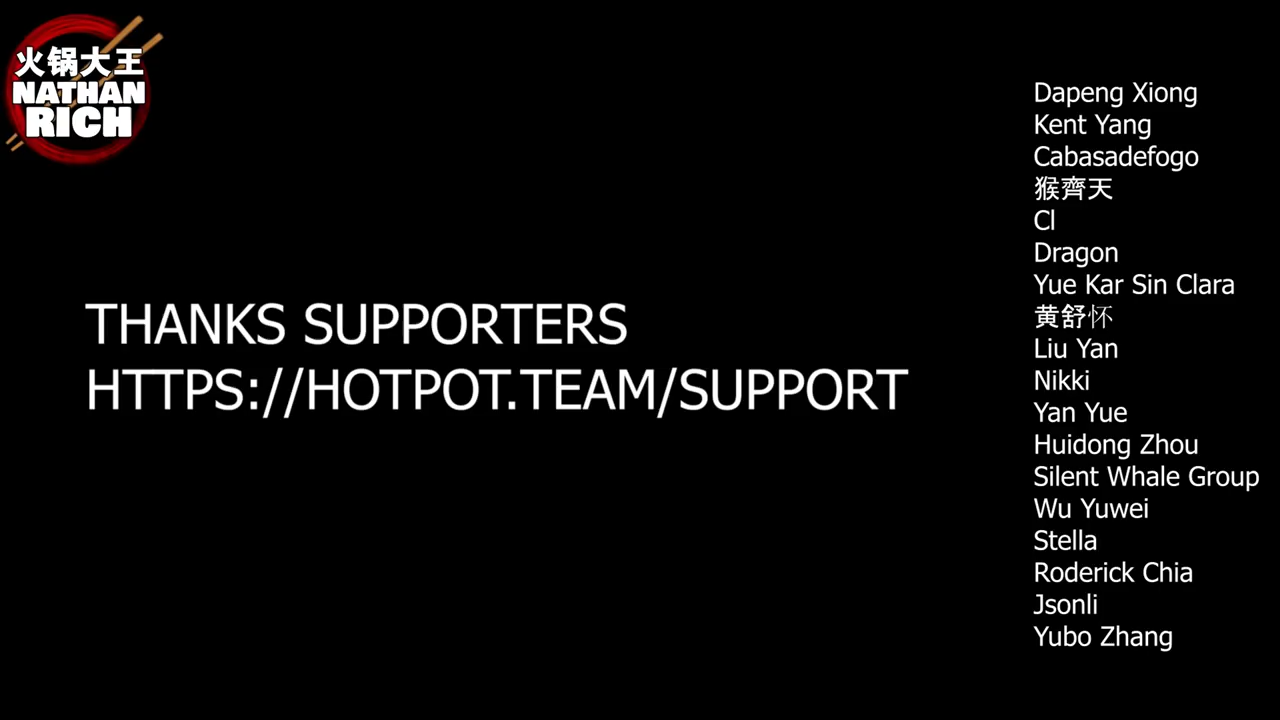 火锅大王
NATHAN
RICH
THANKS SUPPORTERS
HTTPS://HOTPOT.TEAM/SUPPORT
Dapeng Xiong
Kent Yang
Cabasadefogo
猴齊天
Cl
Dragon
Yue Kar Sin Clara
黄舒怀
Liu Yan
Nikki
Yan Yue
Huidong Zhou
Silent Whale Group
Wu Yuwei
Stella
Roderick Chia
Jsonli
Yubo Zhang